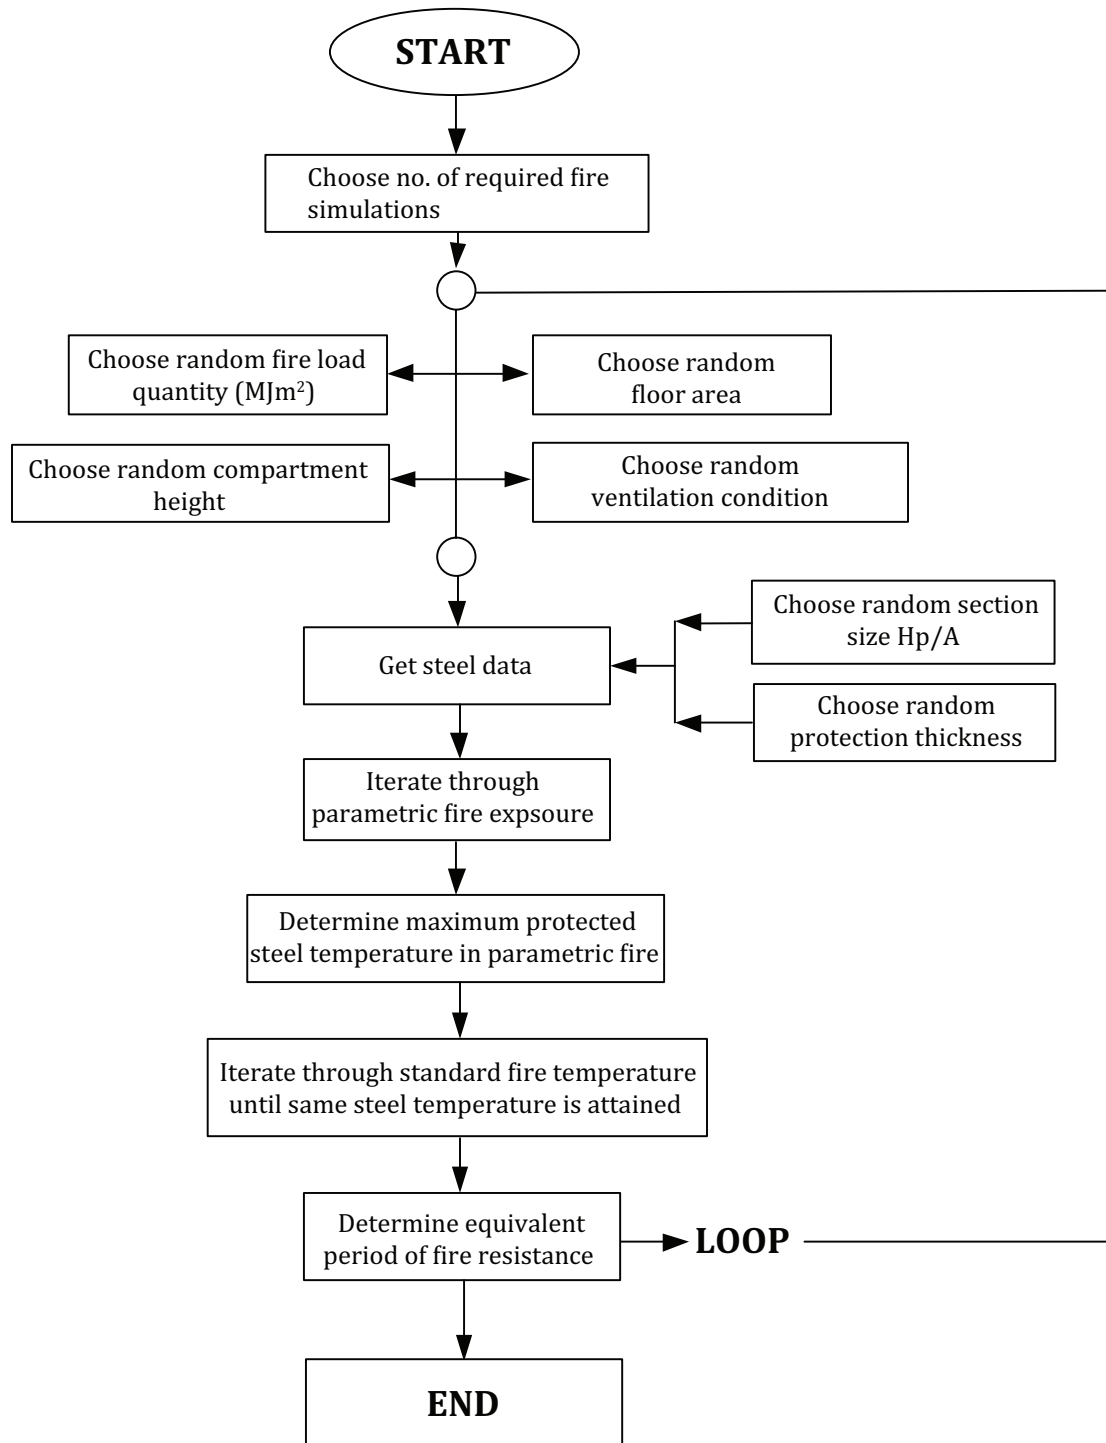 START
Choose no. of required fire
simulations
Choose random fire load
quantity (MJm²)
Choose random
floor area
Choose random compartment
height
Choose random
ventilation condition
Choose random section
size Hp/A
Get steel data
Choose random
protection thickness
Iterate through
parametric fire expsoure
Determine maximum protected
steel temperature in parametric fire
Iterate through standard fire temperature
until same steel temperature is attained
Determine equivalent
period of fire resistance
LOOP
END